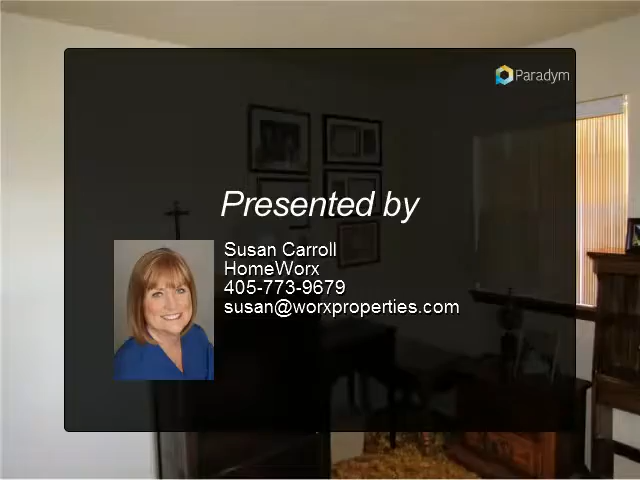 Paradym
Presented by
Susan Carroll
HomeWorx
405-773-9679
susan@worxproperties.com